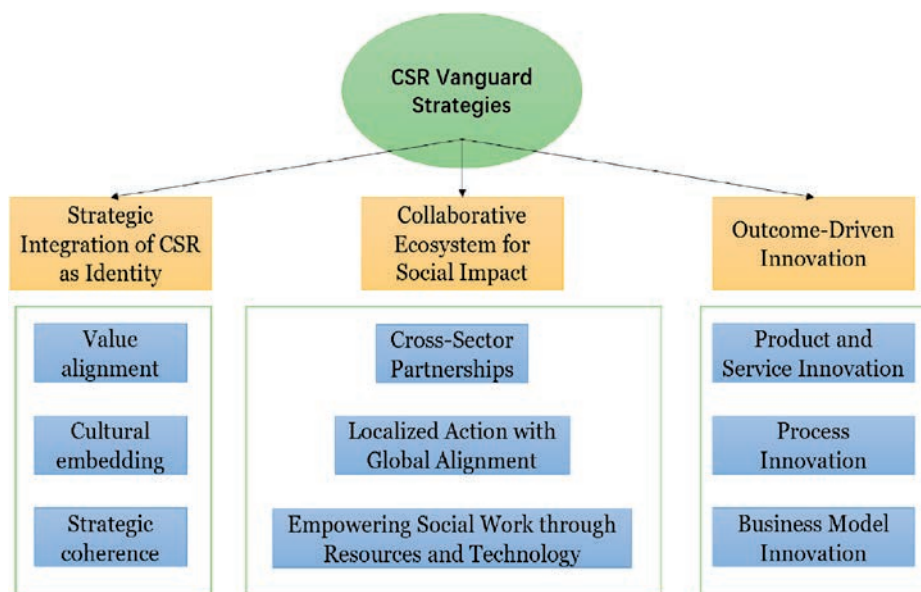 CSR Vanguard
Strategies
Strategic
Integration of CSR
as Identity
Collaborative
Ecosystem for
Social Impact
Outcome-Driven
Innovation
Value
alignment
Cultural
embedding
Strategic
coherence
Cross-Sector
Partnerships
Localized Action with
Global Alignment
Empowering Social Work through
Resources and Technology
Product and
Service Innovation
Process
Innovation
Business Model
Innovation